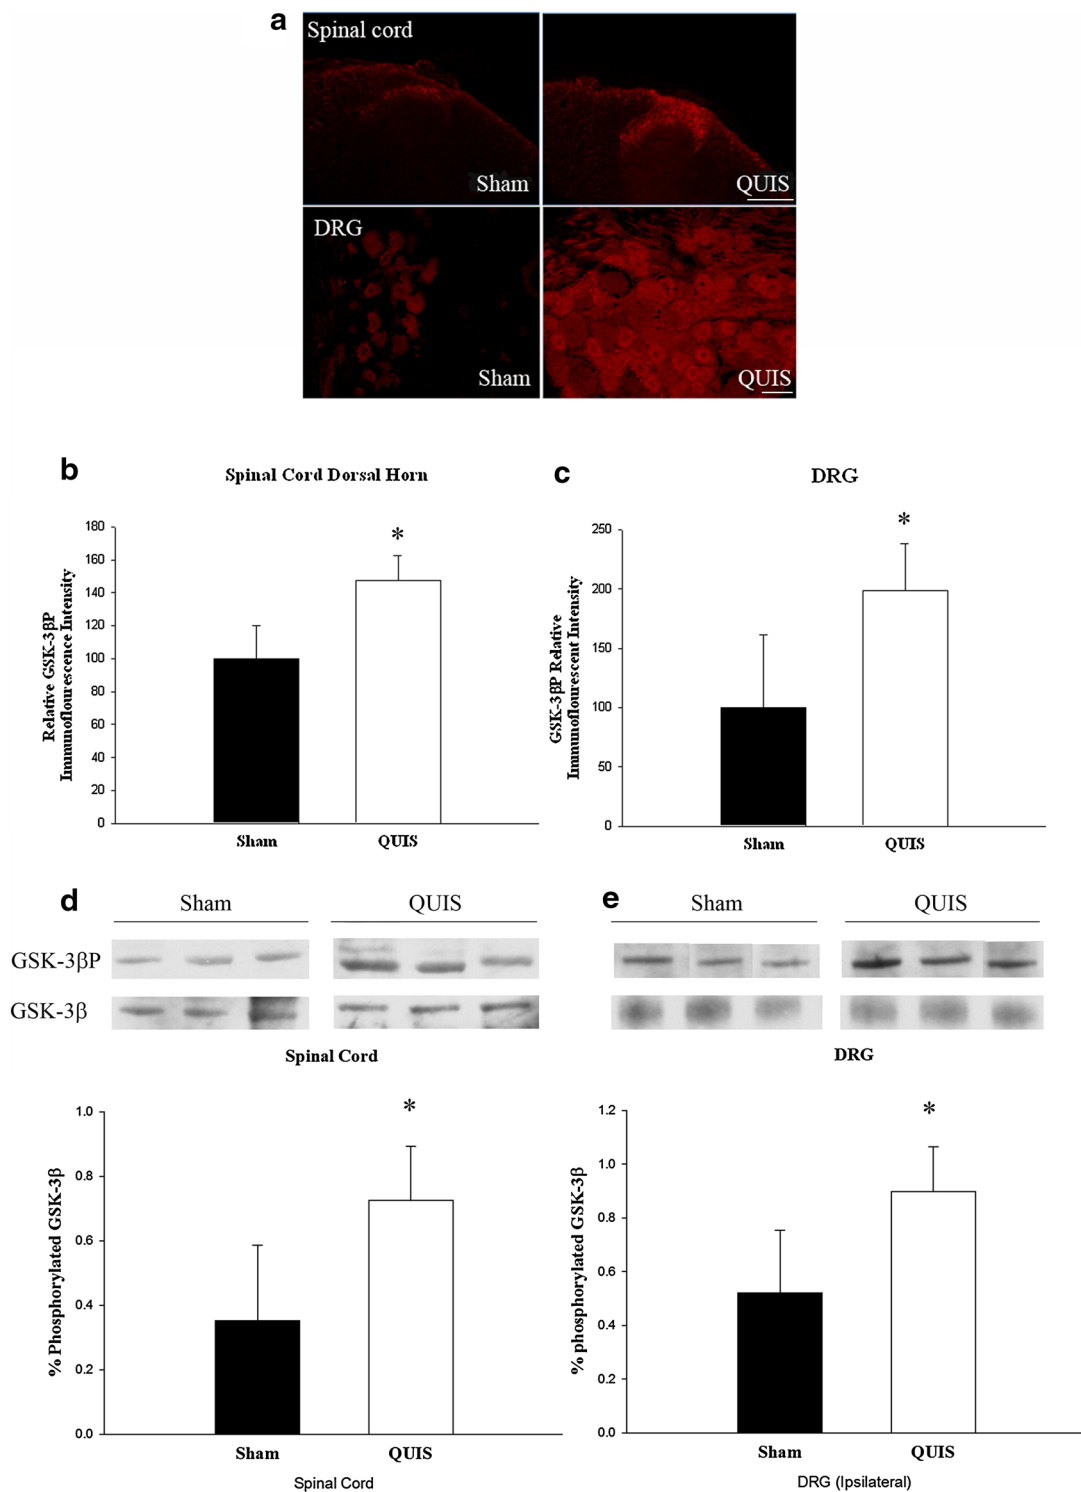 a
Spinal cord
Sham
QUIS
DRG
Sham
QUIS
b
Spinal Cord Dorsal Horn
Relative GSK-3βP
Immunoflourescence Intensity
180
160
140
120
100
80
60
40
20
0
*
Sham
QUIS
c
DRG
GSK-3βP Relative
Immunoflourescent Intensity
250
200
150
100
50
0
*
Sham
QUIS
d
Sham
QUIS
GSK-3βP
GSK-3β
Spinal Cord
% Phosphorylated GSK-3β
1.0
0.8
0.6
0.4
0.2
0.0
*
Sham
QUIS
Spinal Cord
e
Sham
QUIS
DRG
% phosphorylated GSK-3β
1.2
1.0
0.8
0.6
0.4
0.2
0.0
*
Sham
QUIS
DRG (Ipsilateral)